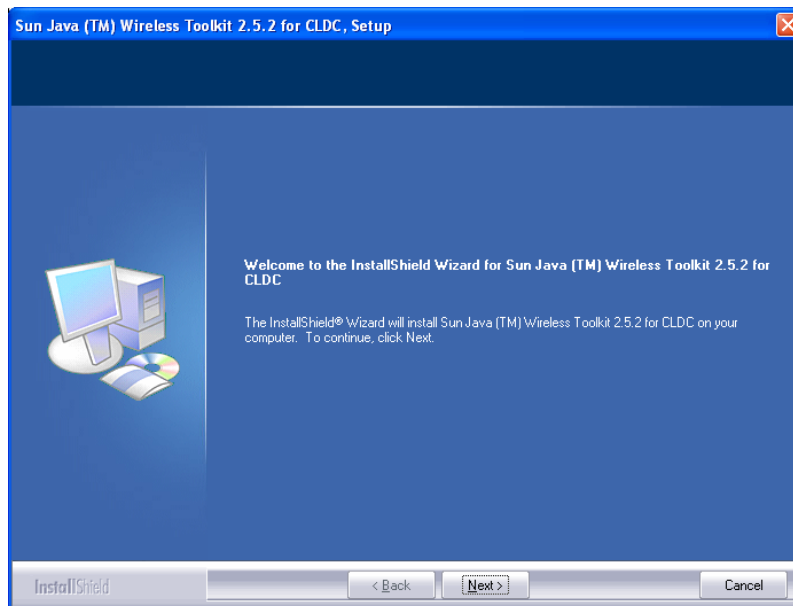 Sun Java (TM) Wireless Toolkit 2.5.2 for CLDC, Setup
Welcome to the InstallShield Wizard for Sun Java (TM) Wireless Toolkit 2.5.2 for
CLDC
The InstallShield® Wizard will install Sun Java (TM) Wireless Toolkit 2.5.2 for CLDC on your
computer. To continue, click Next.
InstallShield
< Back
Next >
Cancel